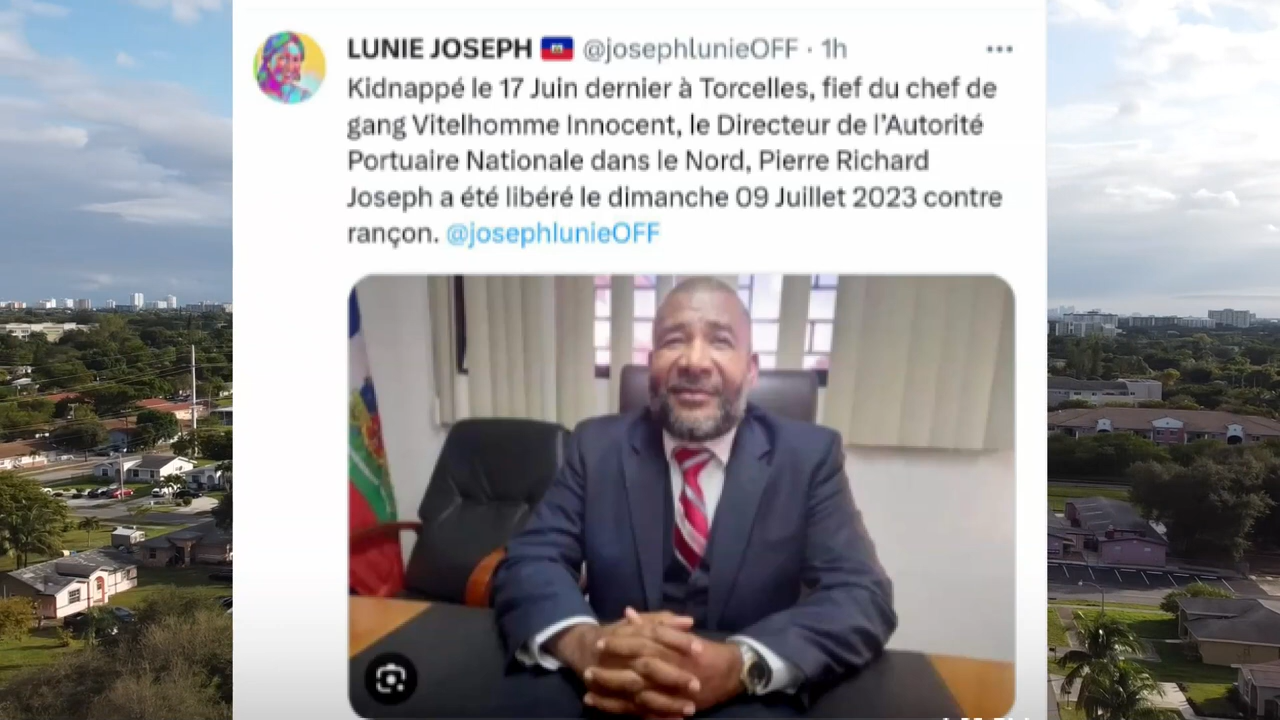 LUNIE JOSEPH @josephlunieOFF · 1h
Kidnappé le 17 Juin dernier à Torcelles, fief du chef de
gang Vitelhomme Innocent, le Directeur de l'Autorité
Portuaire Nationale dans le Nord, Pierre Richard
Joseph a été libéré le dimanche 09 Juillet 2023 contre
rançon. @josephlunieOFF